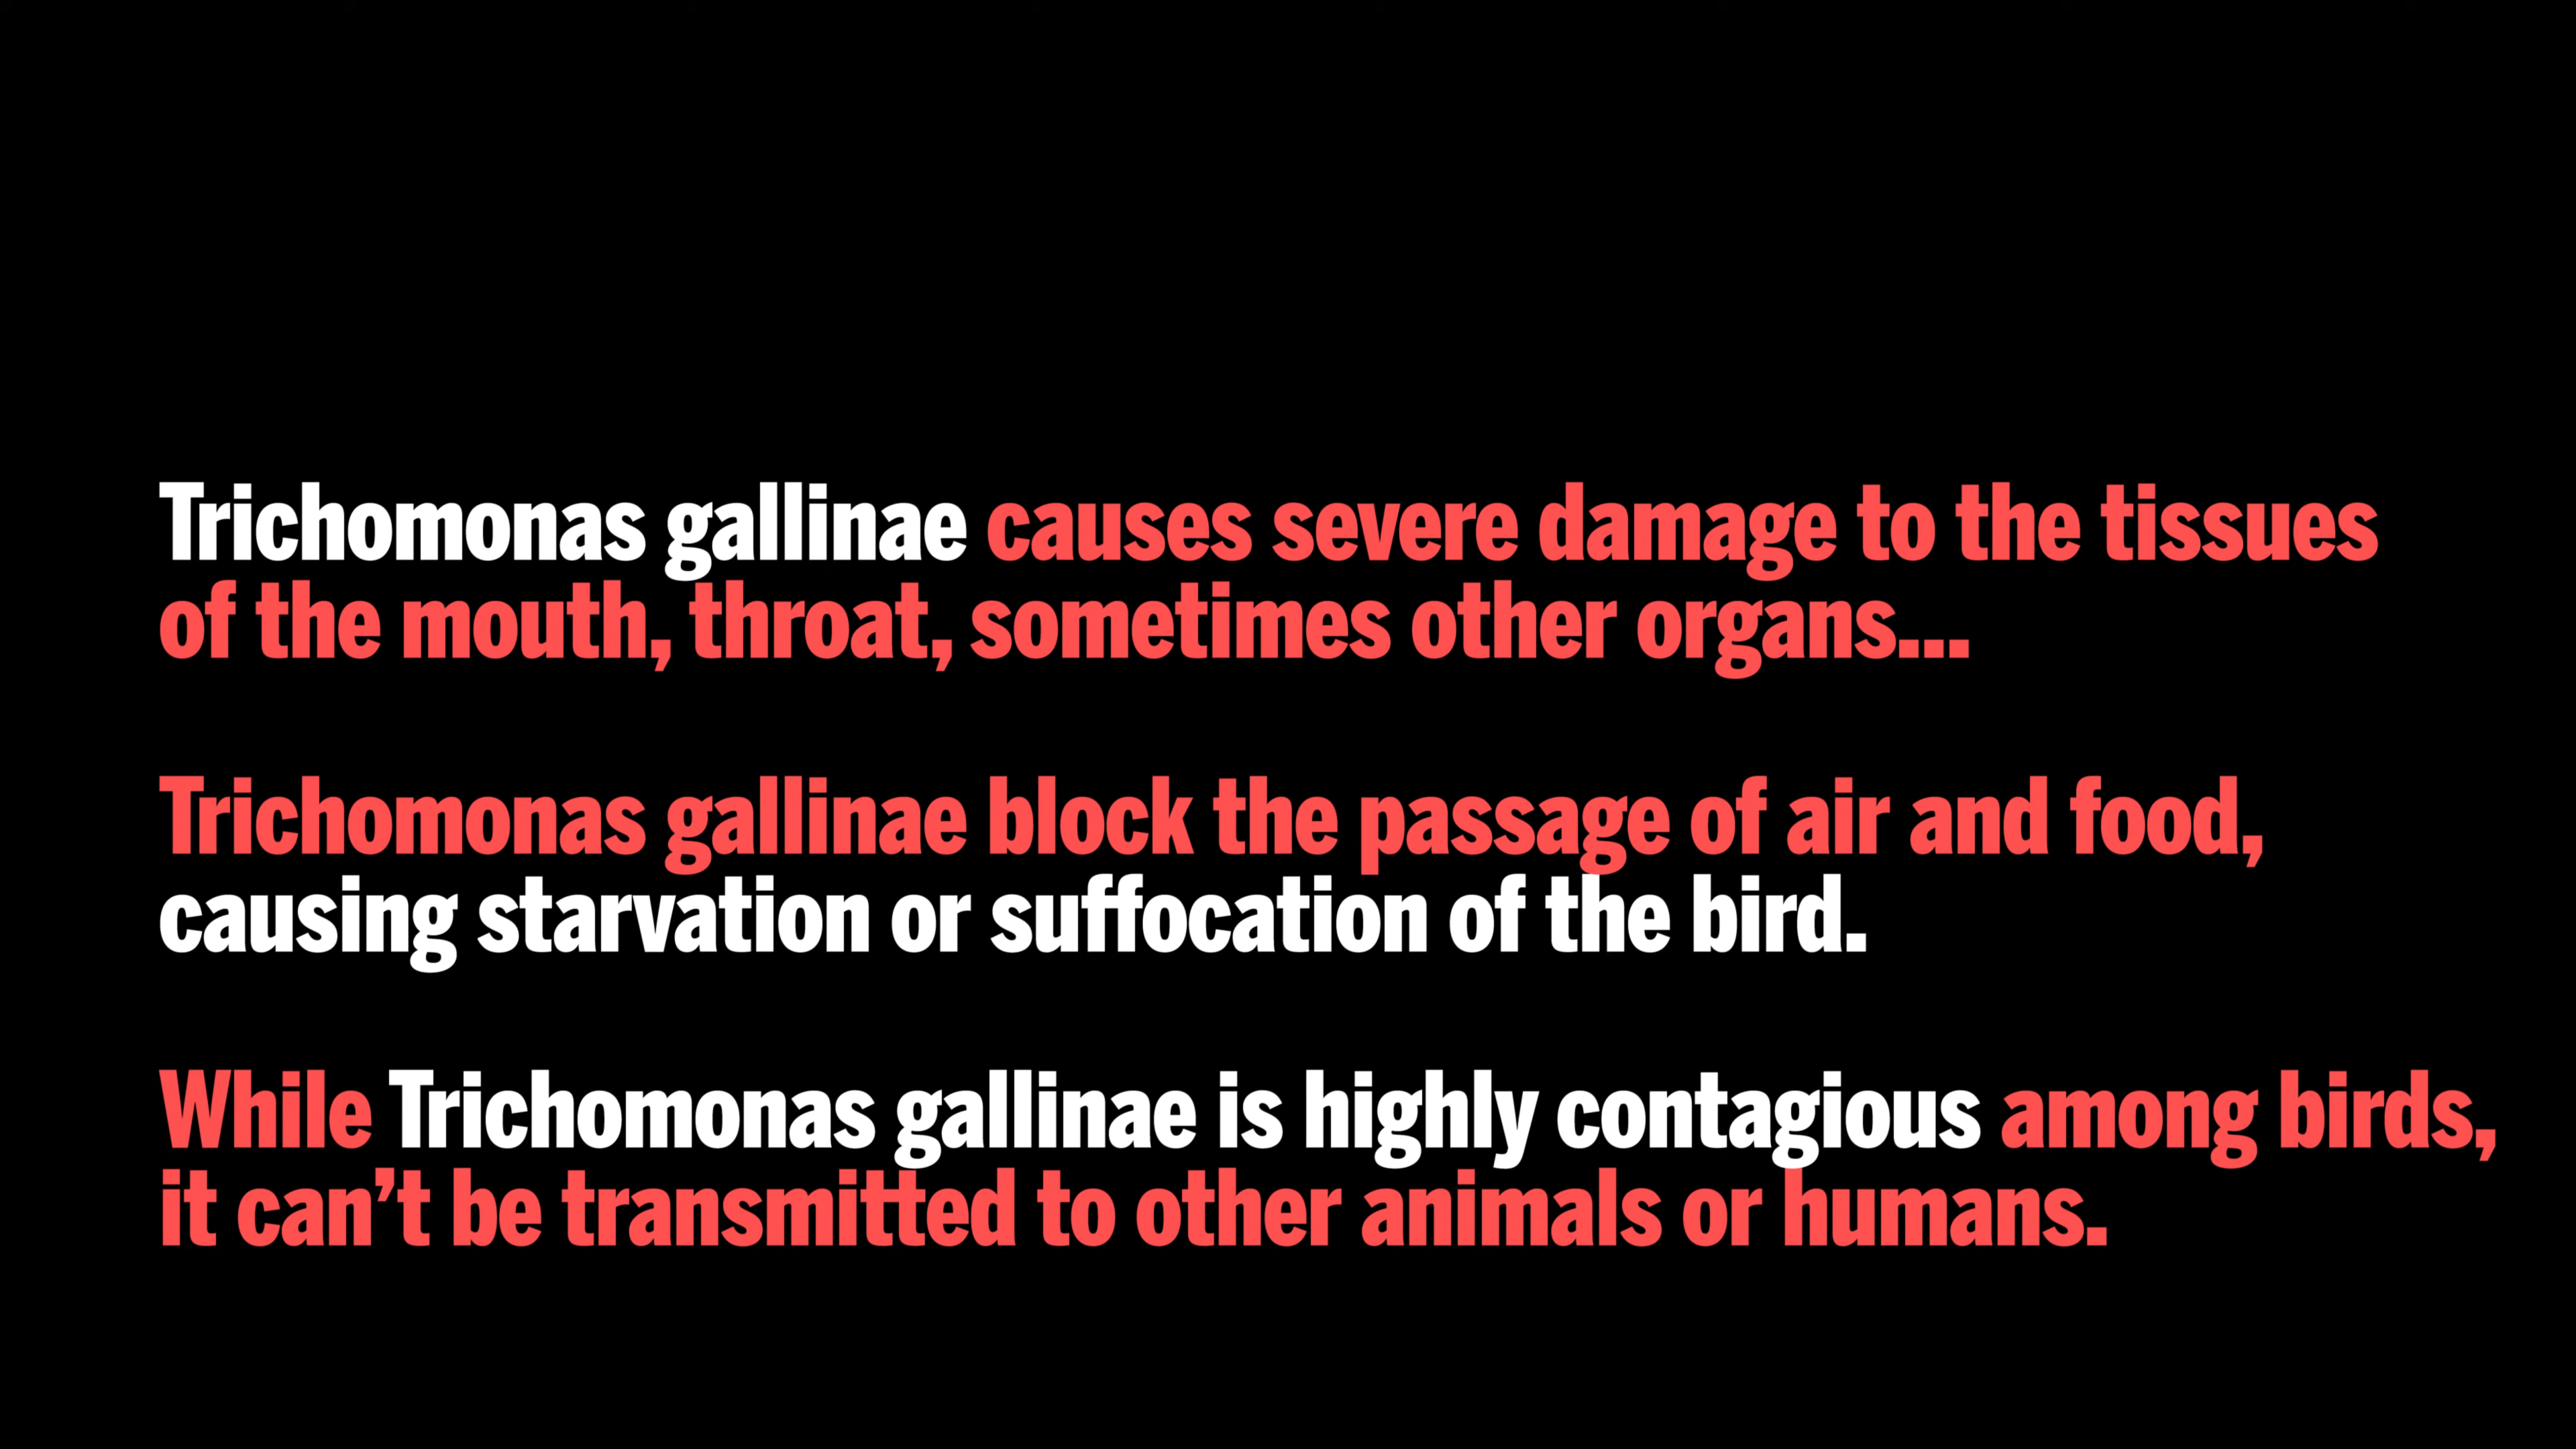 Trichomonas gallinae causes severe damage to the tissues
of the mouth, throat, sometimes other organs...
Trichomonas gallinae block the passage of air and food,
causing starvation or suffocation of the bird.
While Trichomonas gallinae is highly contagious among birds,
it can’t be transmitted to other animals or humans.